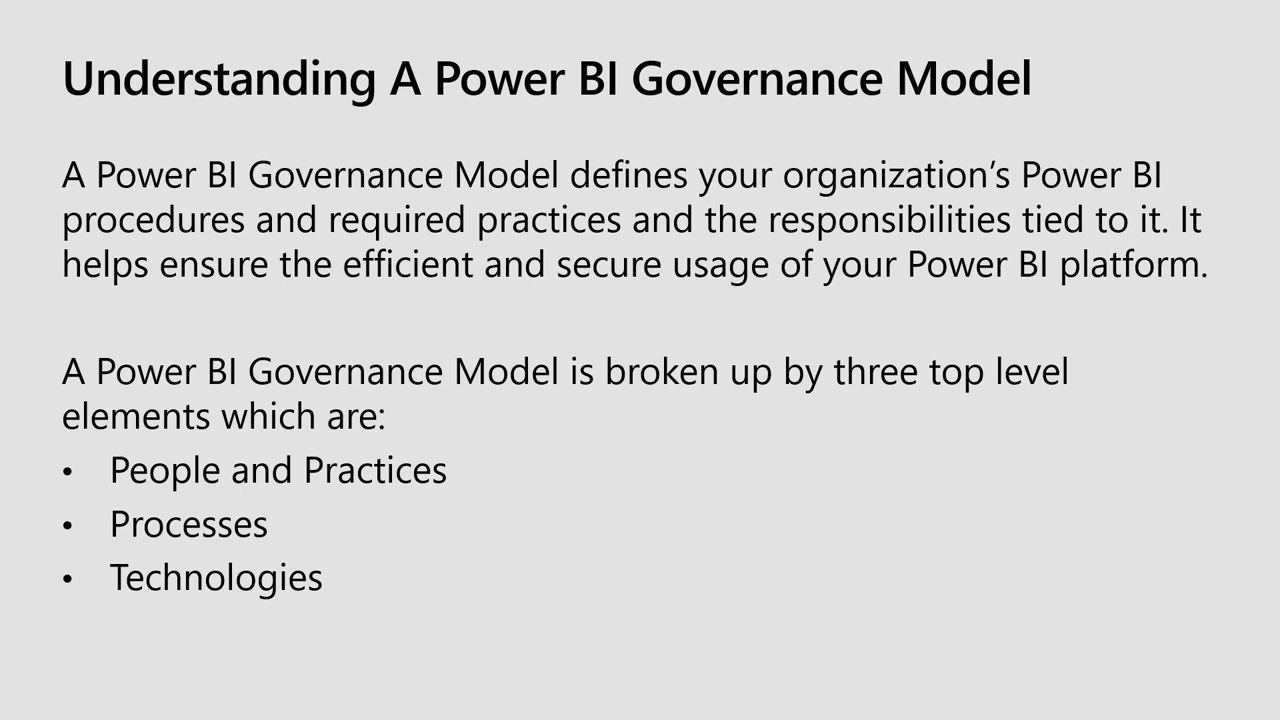 Understanding A Power BI Governance Model
A Power BI Governance Model defines your organization’s Power BI
procedures and required practices and the responsibilities tied to it. It
helps ensure the efficient and secure usage of your Power BI platform.
A Power BI Governance Model is broken up by three top level
elements which are:
• People and Practices
• Processes
• Technologies